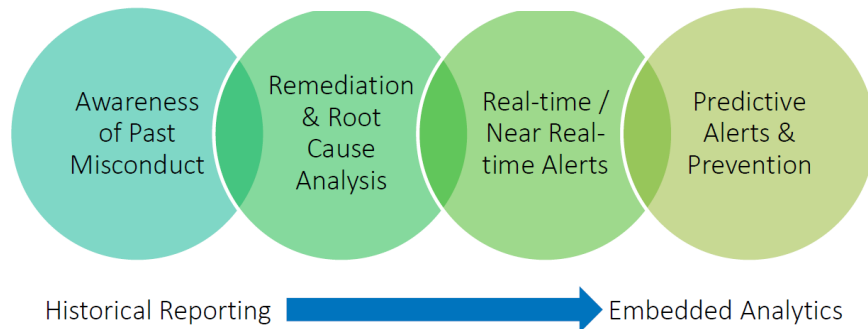 Awareness
of Past
Misconduct
Remediation
& Root
Cause
Analysis
Real-time /
Near Real-
time Alerts
Predictive
Alerts &
Prevention
Historical Reporting
Embedded Analytics